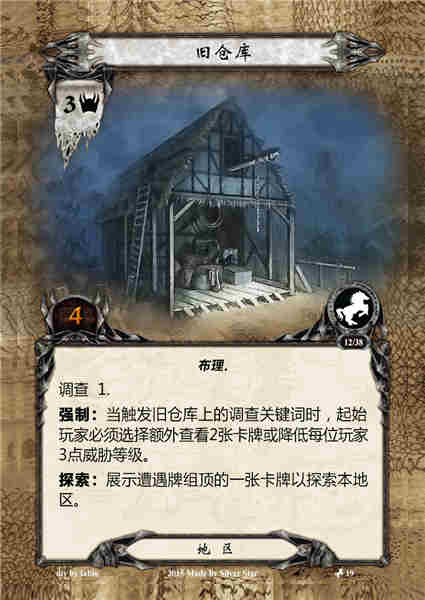 旧仓库
3
4
12/38
布理.
调查 1.
强制：当触发旧仓库上的调查关键词时，起始
玩家必须选择额外查看2张卡牌或降低每位玩家
3点威胁等级。
探索：展示遭遇牌组顶的一张卡牌以探索本地
区。
地 区
diy by fabin 2015 Made by Silver Star 19